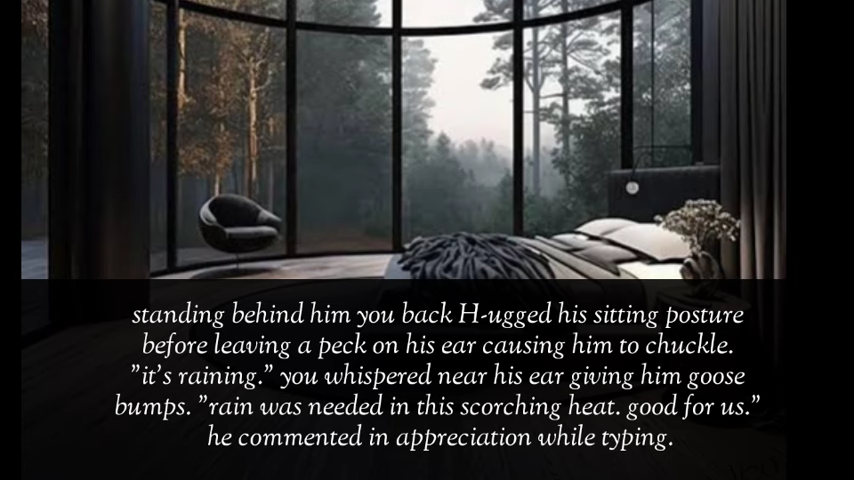 standing behind him you back H-ugged his sitting posture
before leaving a peck on his ear causing him to chuckle.
"it's raining." you whispered near his ear giving him goose
bumps. "rain was needed in this scorching heat. good for us."
he commented in appreciation while typing.